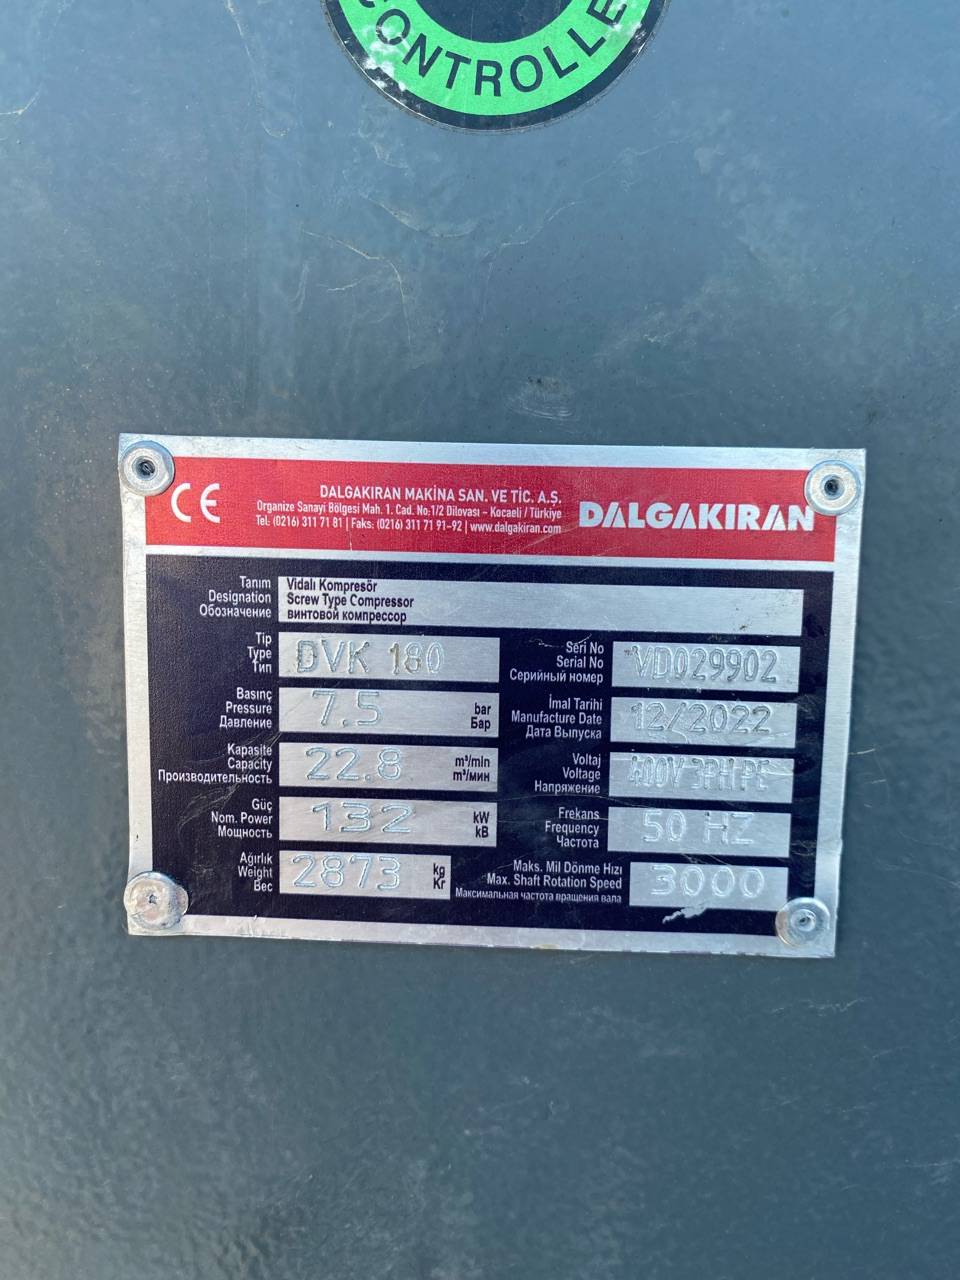 CONTROLLE
CE
DALGAKIRAN MAKİNA SAN. VE TİC. A.Ş.
Organize Sanayi Bölgesi Mah. 1. Cad. No:1/2 Dilovası - Kocaeli / Türkiye
Tel: (0216) 311 71 81 | Faks: (0216) 311 71 91-92 | www.dalgakiran.com
DALGAKIRAN
Tanım
Designation
Обозначение
Vidalı Kompresör
Screw Type Compressor
винтовой компрессор
Tip
Type
Тип
DVK 180
Seri No
Serial No
Серийный номер
VD029902
Basınç
Pressure
Давление
7.5
bar
Бар
İmal Tarihi
Manufacture Date
Дата Выпуска
12/2022
Kapasite
Capacity
Производительность
22.8
m³/min
m³/мин
Voltaj
Voltage
Напряжение
400V 3PH PE
Güç
Nom. Power
Мощность
132
kW
kB
Frekans
Frequency
Частота
50 HZ
Ağırlık
Weight
Вес
2873
kg
Kr
Maks. Mil Dönme Hızı
Max. Shaft Rotation Speed
Максимальная частота вращения вала
3000